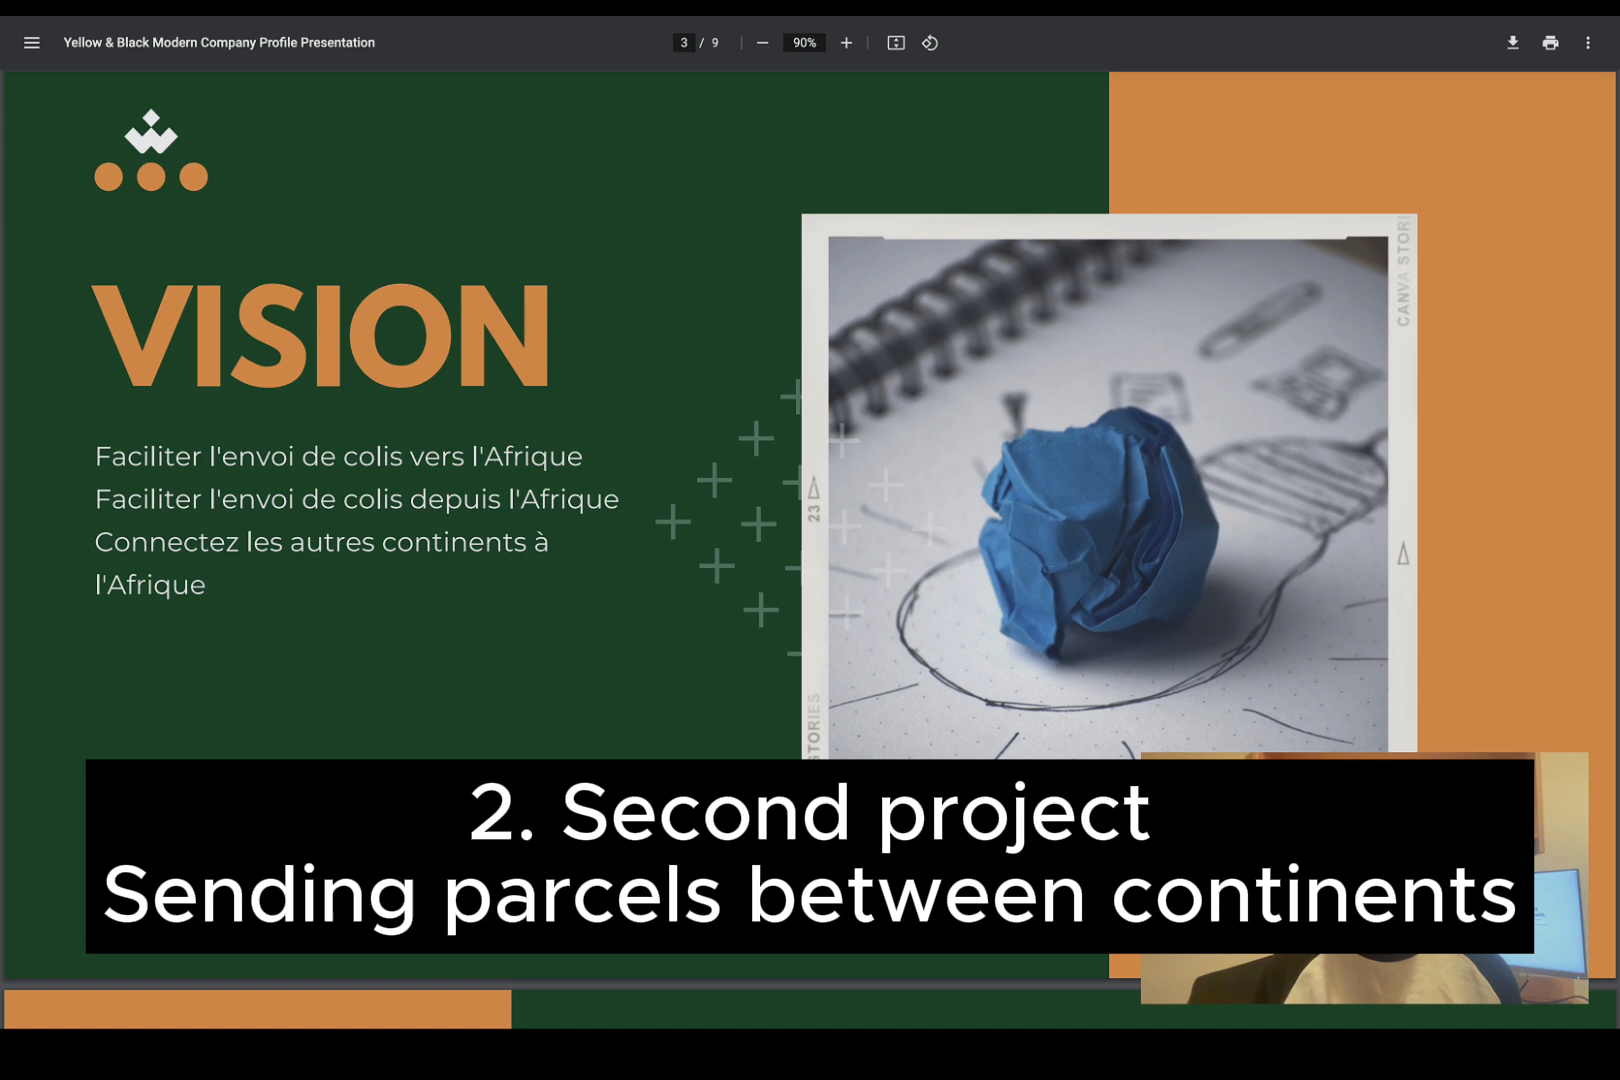 Yellow & Black Modern Company Profile Presentation
3 / 9
90%
CANVA STORI
VISION
Faciliter l'envoi de colis vers l'Afrique
Faciliter l'envoi de colis depuis l'Afrique
Connectez les autres continents à
l'Afrique
23
STORIES
2. Second project
Sending parcels between continents